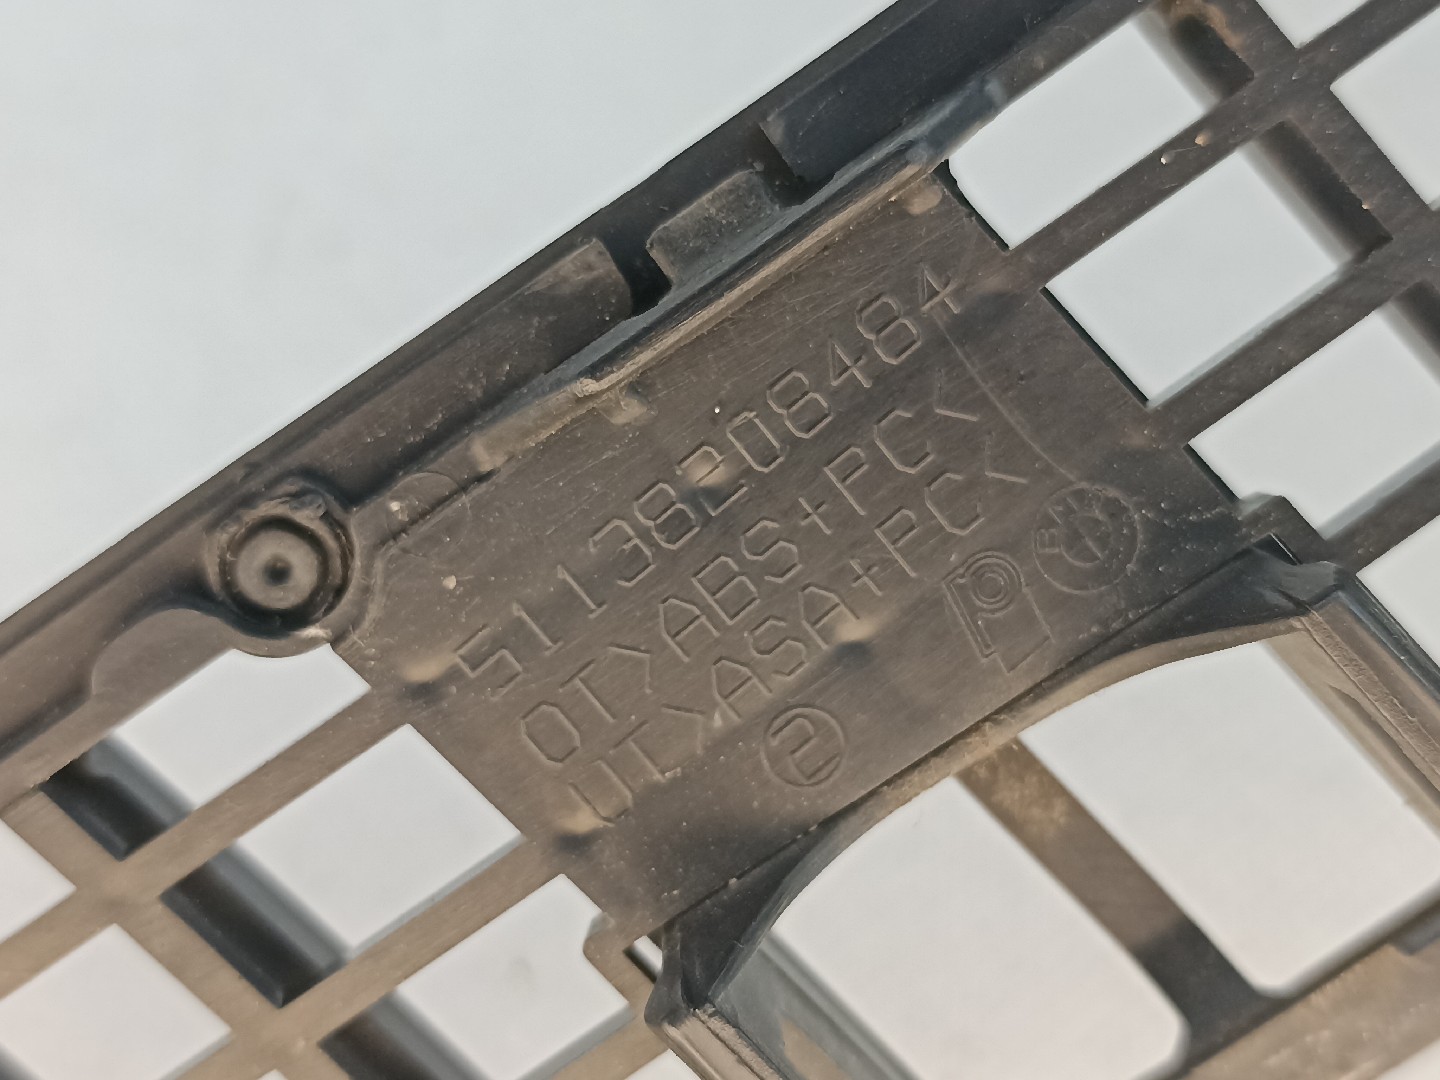 51138208484
OT>ABS+PC<
UT>ASA+PC<
2